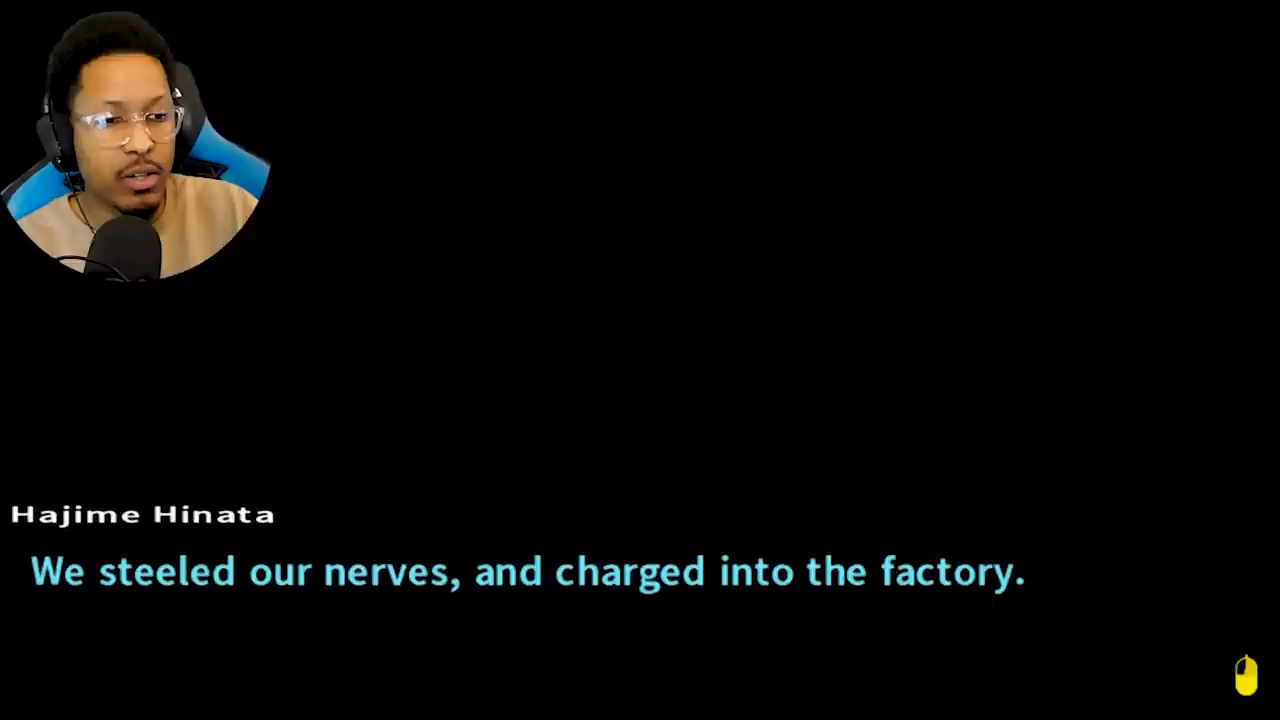 Hajime Hinata
We steeled our nerves, and charged into the factory.